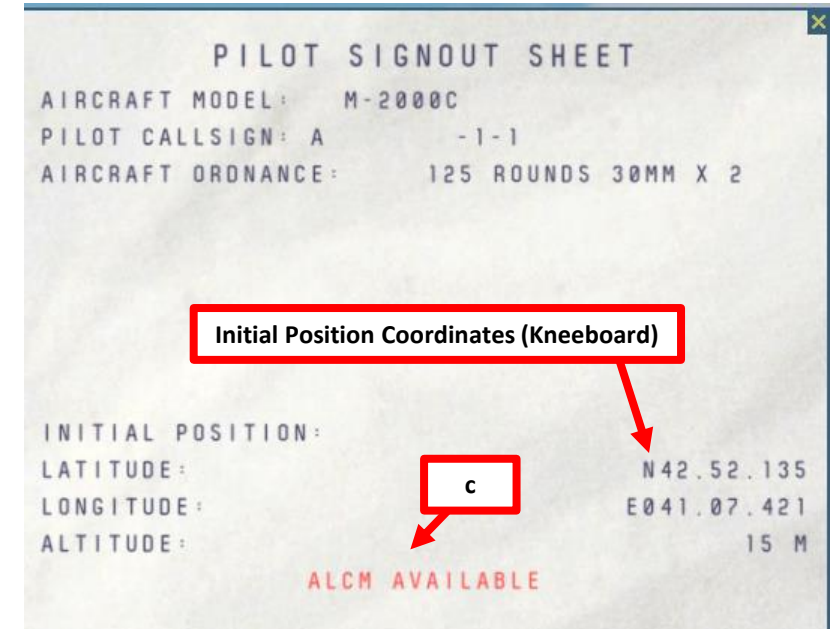 PILOT SIGNOUT SHEET
AIRCRAFT MODEL: M-2000C
PILOT CALLSIGN: A -1-1
AIRCRAFT ORDNANCE: 125 ROUNDS 30MM X 2
Initial Position Coordinates (Kneeboard)
INITIAL POSITION:
LATITUDE: N42.52.135
c
LONGITUDE: E041.07.421
ALTITUDE: 15 M
ALCM AVAILABLE